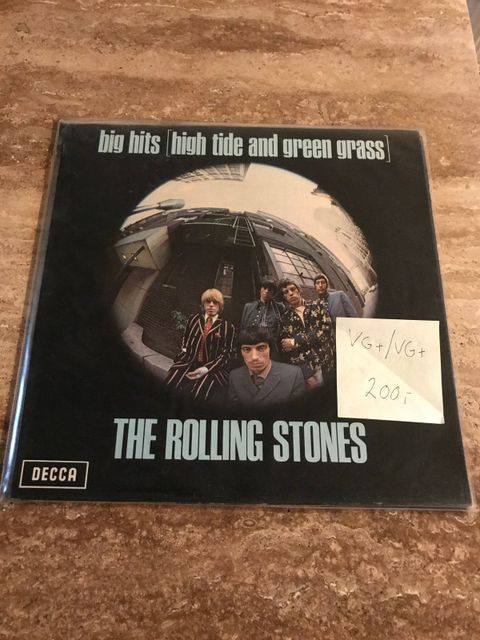 big hits [high tide and green grass]
VG+/VG+
200,-
THE ROLLING STONES
DECCA